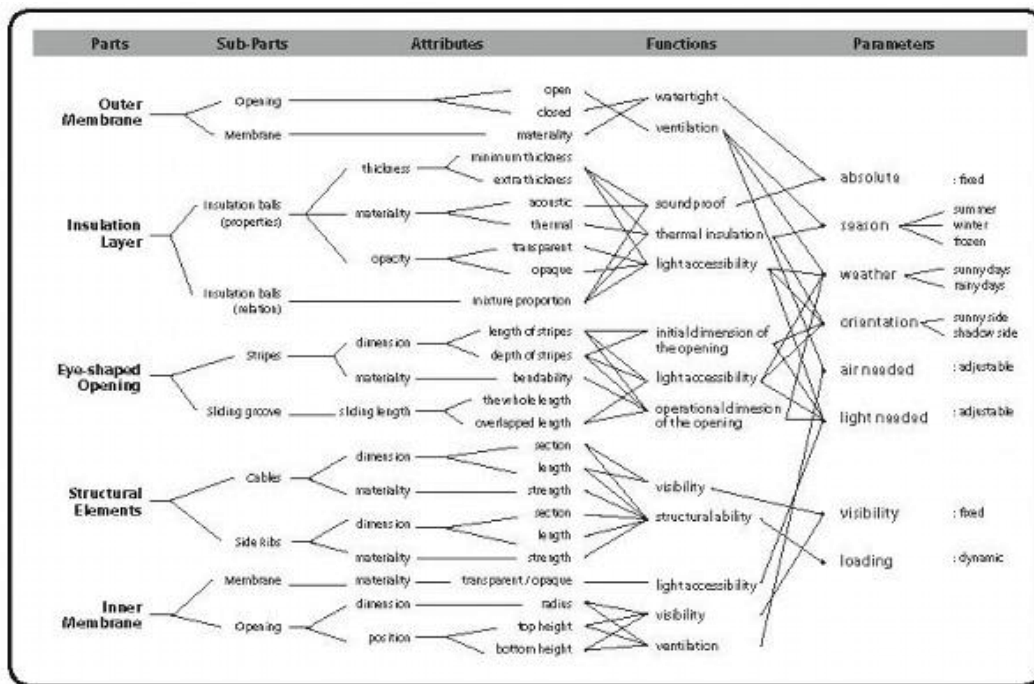 Parts Sub-Parts Attributes Functions Parameters
Outer
Membrane
Opening
open
closed
Membrane
materiality
watertight
ventilation
Insulation
Layer
Insulation balls
(properties)
thickness
minimum thickness
extra thickness
materiality
acoustic
thermal
opacity
transparent
opaque
Insulation balls
(relation)
mixture proportion
soundproof
thermal insulation
light accessibility
Eye-shaped
Opening
Stripes
dimension
length of stripes
depth of stripes
materiality
bendability
Sliding groove
sliding length
the whole length
overlapped length
initial dimension of
the opening
light accessibility
operational dimesion
of the opening
Structural
Elements
Cables
dimension
section
length
materiality
strength
Side Ribs
dimension
section
length
materiality
strength
visibility
structural ability
Inner
Membrane
Membrane
materiality
transparent / opaque
Opening
dimension
radius
position
top height
bottom height
light accessibility
visibility
ventilation
absolute : fixed
season
summer
winter
frozen
weather
sunny days
rainy days
orientation
sunny side
shadow side
air needed : adjustable
light needed : adjustable
visibility : fixed
loading : dynamic